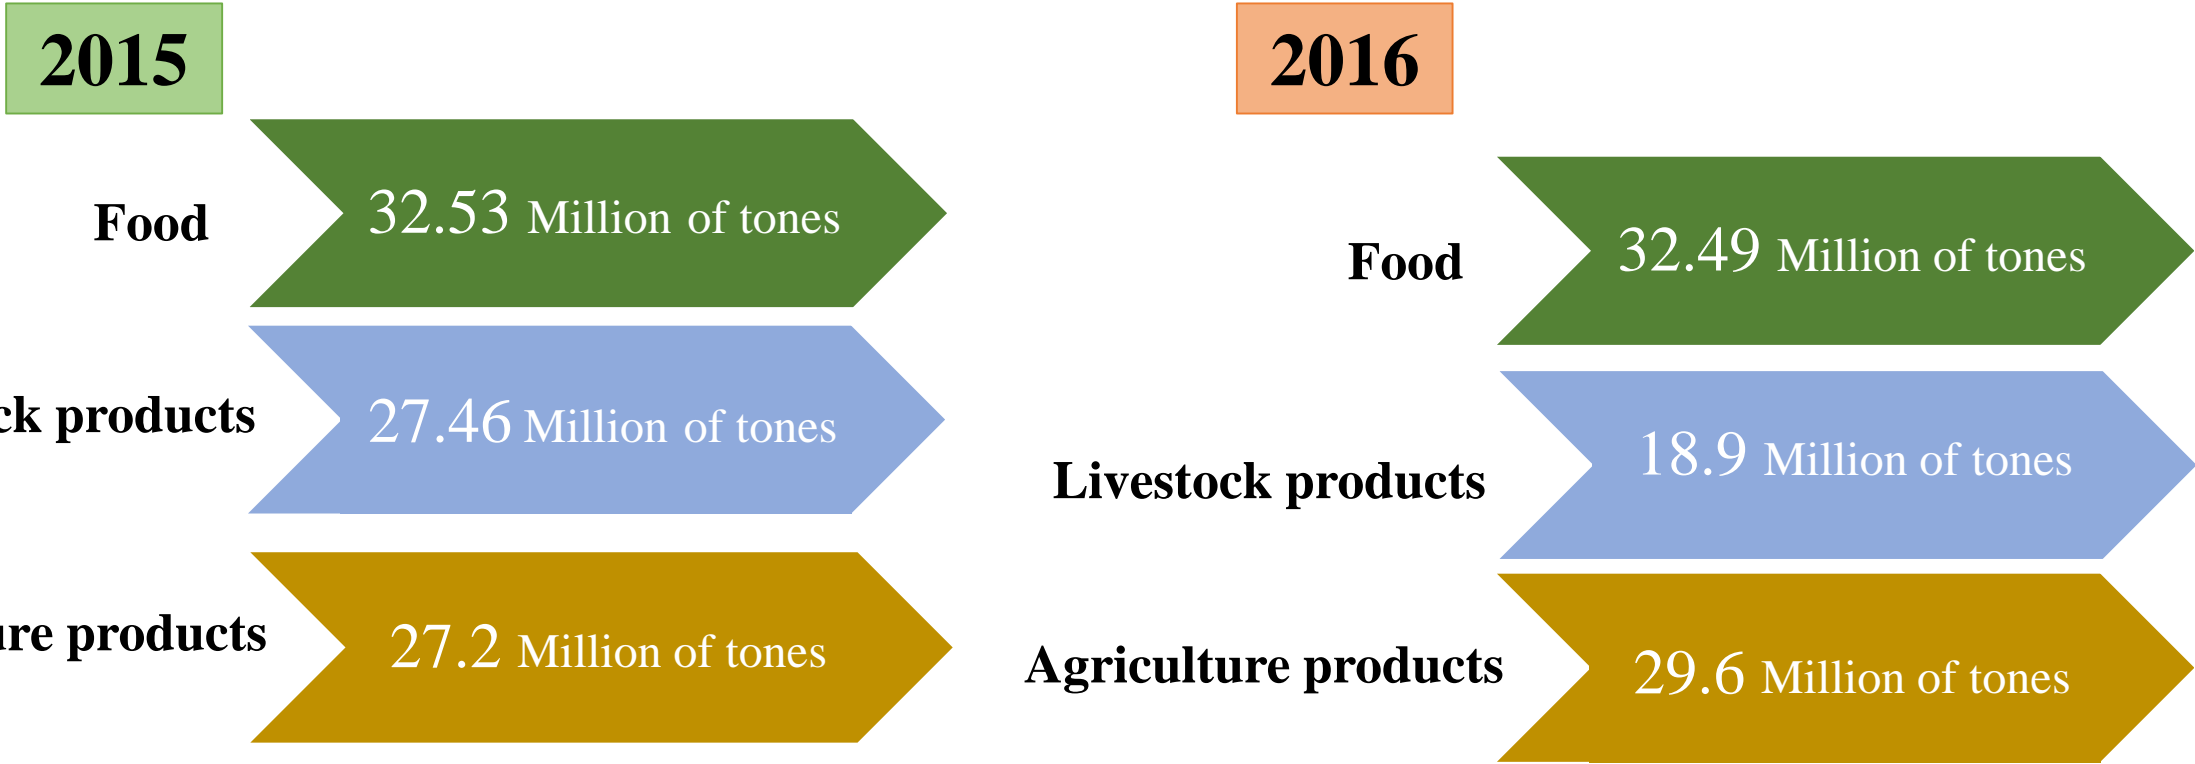 2015
Food
32.53 Million of tones
ck products
27.46 Million of tones
ure products
27.2 Million of tones
2016
Food
32.49 Million of tones
Livestock products
18.9 Million of tones
Agriculture products
29.6 Million of tones